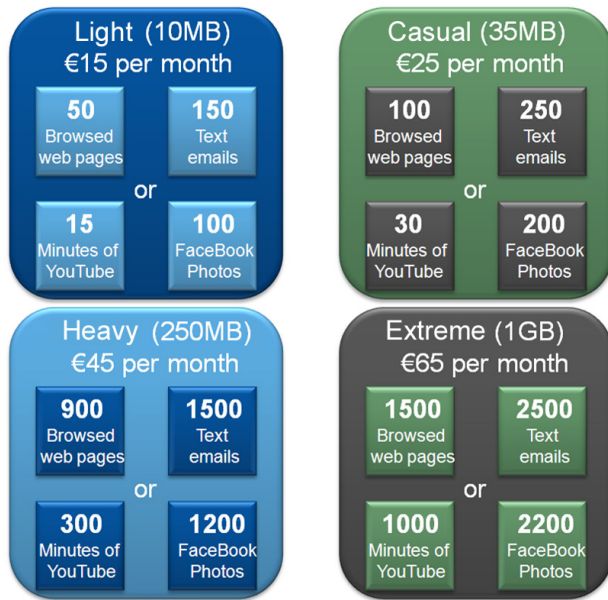 Light (10MB)
€15 per month
50
Browsed
web pages
150
Text
emails
or
15
Minutes of
YouTube
100
FaceBook
Photos
Casual (35MB)
€25 per month
100
Browsed
web pages
250
Text
emails
or
30
Minutes of
YouTube
200
FaceBook
Photos
Heavy (250MB)
€45 per month
900
Browsed
web pages
1500
Text
emails
or
300
Minutes of
YouTube
1200
FaceBook
Photos
Extreme (1GB)
€65 per month
1500
Browsed
web pages
2500
Text
emails
or
1000
Minutes of
YouTube
2200
FaceBook
Photos